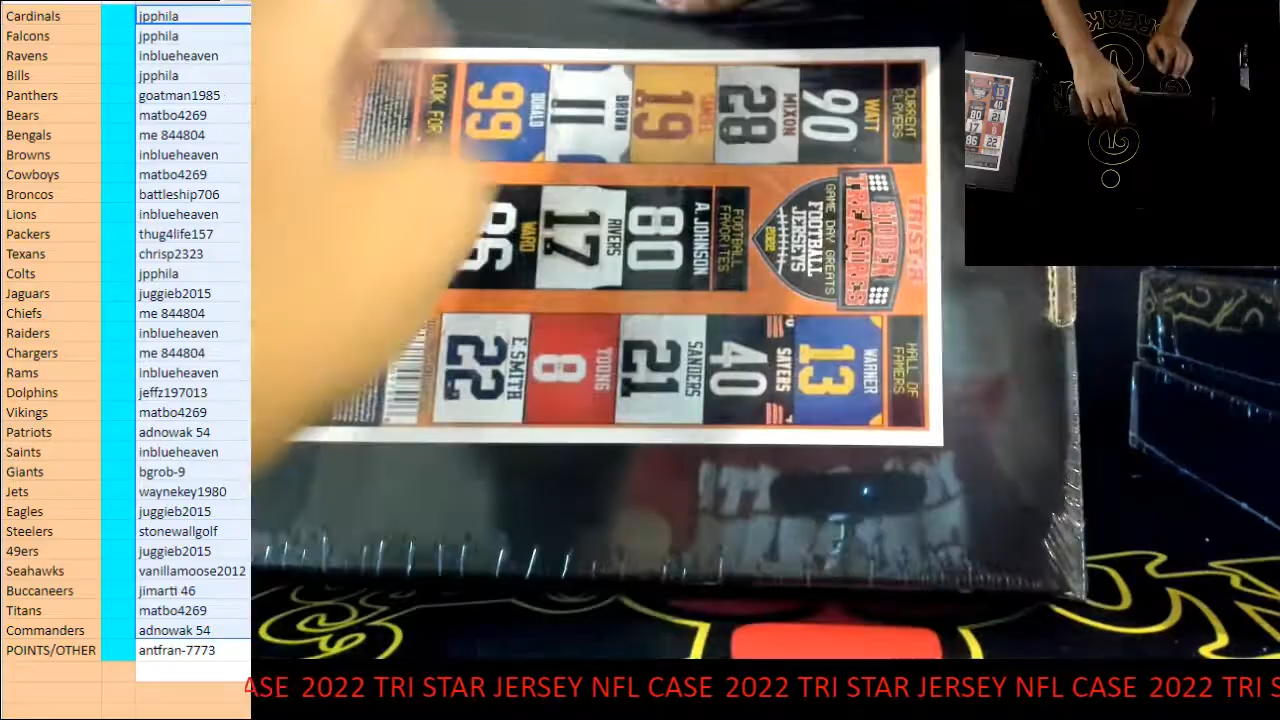 Cardinals jpphila
Falcons jpphila
Ravens inblueheaven
Bills jpphila
Panthers goatman1985
Bears matbo4269
Bengals me 844804
Browns inblueheaven
Cowboys matbo4269
Broncos battleship706
Lions inblueheaven
Packers thug4life157
Texans chrisp2323
Colts jpphila
Jaguars juggieb2015
Chiefs me 844804
Raiders inblueheaven
Chargers me 844804
Rams inblueheaven
Dolphins jeffz197013
Vikings matbo4269
Patriots adnowak 54
Saints inblueheaven
Giants bgrob-9
Jets waynekey1980
Eagles juggieb2015
Steelers stonewallgolf
49ers juggieb2015
Seahawks vanillamoose2012
Buccaneers jimarti 46
Titans matbo4269
Commanders adnowak 54
POINTS/OTHER antfran-7773
TRISTAR
HIDDEN
TREASURES
GAME DAY GREATS
FOOTBALL
JERSEYS
2022
CURRENT
PLAYERS
WATT
90
MIXON
28
19
BROWN
11
DONALD
99
LOOK FOR
FOOTBALL
FAVORITES
A. JOHNSON
80
RIVERS
17
WARD
86
HALL OF
FAMERS
WARNER
13
SAYERS
40
SANDERS
21
YOUNG
8
E. SMITH
22
ASE 2022 TRI STAR JERSEY NFL CASE 2022 TRI STAR JERSEY NFL CASE 2022 TRI S